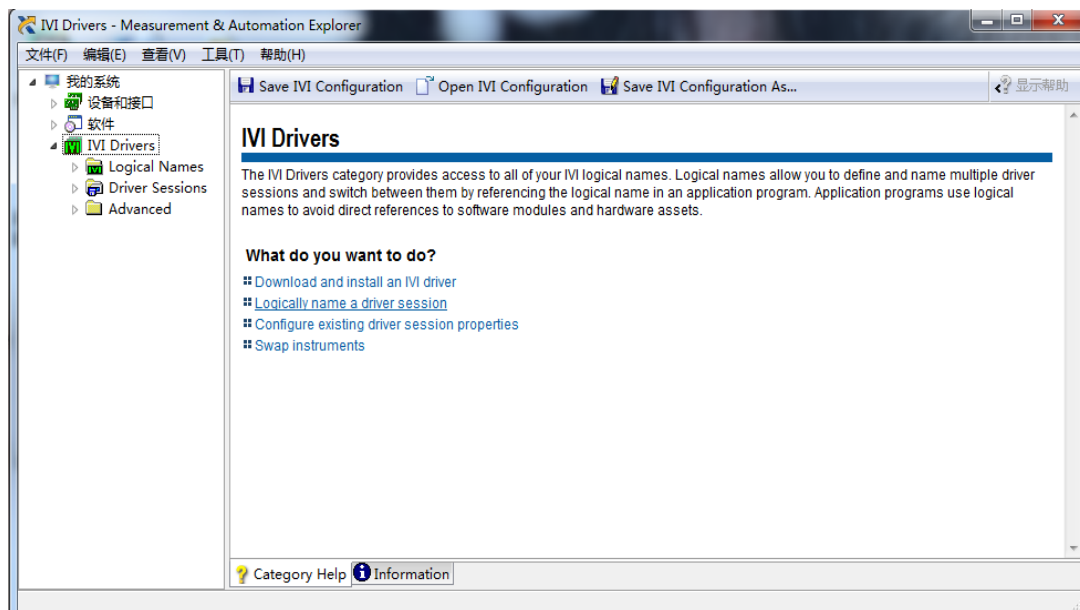 IVI Drivers - Measurement & Automation Explorer
文件(F) 编辑(E) 查看(V) 工具(T) 帮助(H)
我的系统
设备和接口
软件
IVI Drivers
Logical Names
Driver Sessions
Advanced
Save IVI Configuration Open IVI Configuration Save IVI Configuration As... 显示帮助
IVI Drivers
The IVI Drivers category provides access to all of your IVI logical names. Logical names allow you to define and name multiple driver
sessions and switch between them by referencing the logical name in an application program. Application programs use logical
names to avoid direct references to software modules and hardware assets.
What do you want to do?
Download and install an IVI driver
Logically name a driver session
Configure existing driver session properties
Swap instruments
Category Help Information